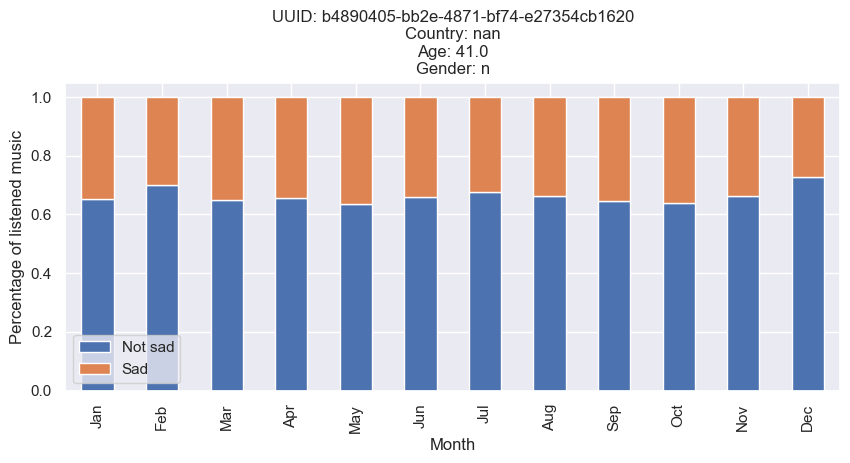 UUID: b4890405-bb2e-4871-bf74-e27354cb1620
Country: nan
Age: 41.0
Gender: n
Percentage of listened music
1.0
0.8
0.6
0.4
0.2
0.0
Not sad
Sad
Jan
Feb
Mar
Apr
May
Jun
Jul
Aug
Sep
Oct
Nov
Dec
Month